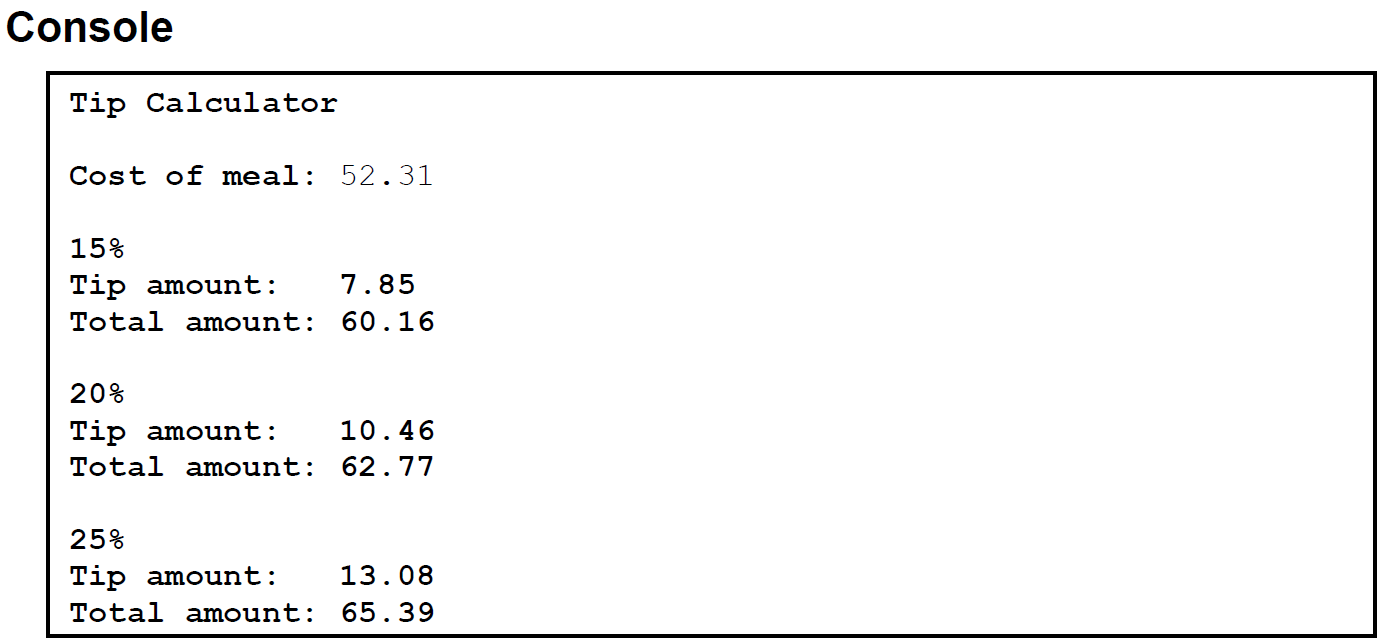 Console
Tip Calculator
Cost of meal: 52.31
15%
Tip amount:   7.85
Total amount: 60.16
20%
Tip amount:   10.46
Total amount: 62.77
25%
Tip amount:   13.08
Total amount: 65.39